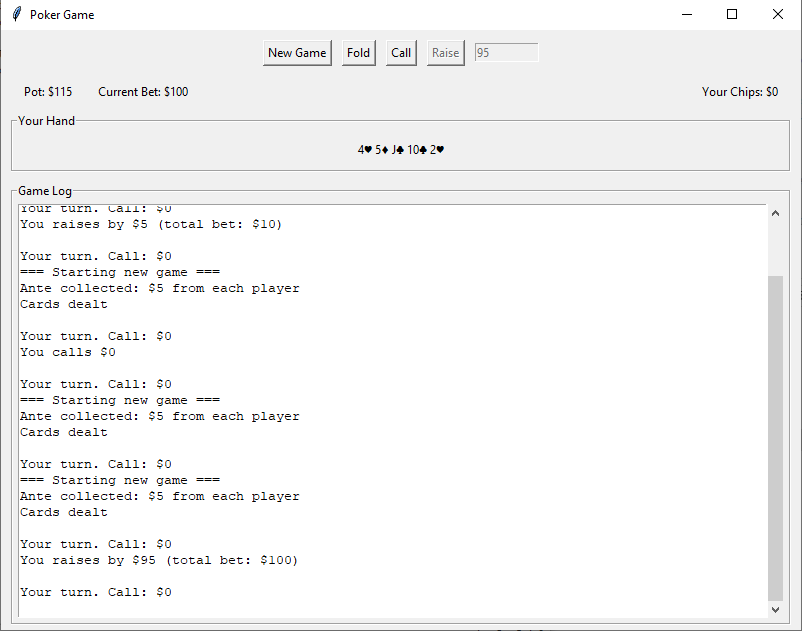 Poker Game
New Game Fold Call Raise 95
Pot: $115 Current Bet: $100 Your Chips: $0
Your Hand
4♥ 5♦ J♣ 10♣ 2♥
Game Log
Your turn. Call: $0
You raises by $5 (total bet: $10)
Your turn. Call: $0
=== Starting new game ===
Ante collected: $5 from each player
Cards dealt
Your turn. Call: $0
You calls $0
Your turn. Call: $0
=== Starting new game ===
Ante collected: $5 from each player
Cards dealt
Your turn. Call: $0
=== Starting new game ===
Ante collected: $5 from each player
Cards dealt
Your turn. Call: $0
You raises by $95 (total bet: $100)
Your turn. Call: $0